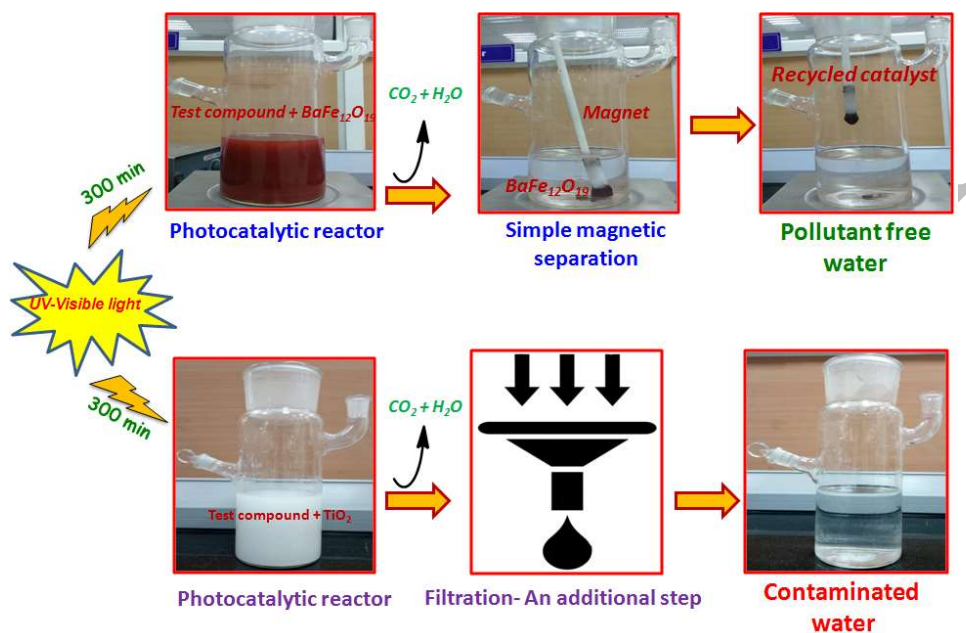 Test compound + BaFe₁₂O₁₉
300 min
CO₂ + H₂O
Magnet
BaFe₁₂O₁₉
Recycled catalyst
Photocatalytic reactor
Simple magnetic
separation
Pollutant free
water
UV-Visible light
300 min
CO₂ + H₂O
Test compound + TiO₂
Photocatalytic reactor
Filtration- An additional step
Contaminated
water